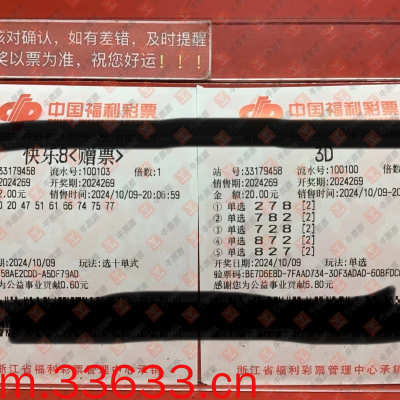 核对确认，如有差错，及时提醒
奖以票为准，祝您好运！！！
中国福利彩票
快乐8<赠票>
33179458 流水号:100103 倍数:1
2024269 开奖期:2024269
2.00元 销售时间:2024/10/09-20:06:59
0 20 47 51 61 66 74 75 77
2024/10/09 玩法:选十单式
58AE2CDD-A5DF79AD
为公益事业贡献0.60元
浙江省福利彩票管理中心承销
中国福利彩票
3D
站 号:33179458 流水号:100100
销售期:2024269 开奖期:2024269
金 额:20.00元 销售时间:2024/10/09-20
① 单选 2 7 8 [2]
② 单选 7 8 2 [2]
③ 单选 7 2 8 [2]
④ 单选 8 7 2 [2]
⑤ 单选 8 2 7 [2]
开奖日期:2024/10/09 玩法:单选
验票码:BE7D6E8D-7FAAD734-30F3ADAD-60BFDC
感谢您为公益事业贡献6.80元
浙江省福利彩票管理中心承销
m.33633.cn